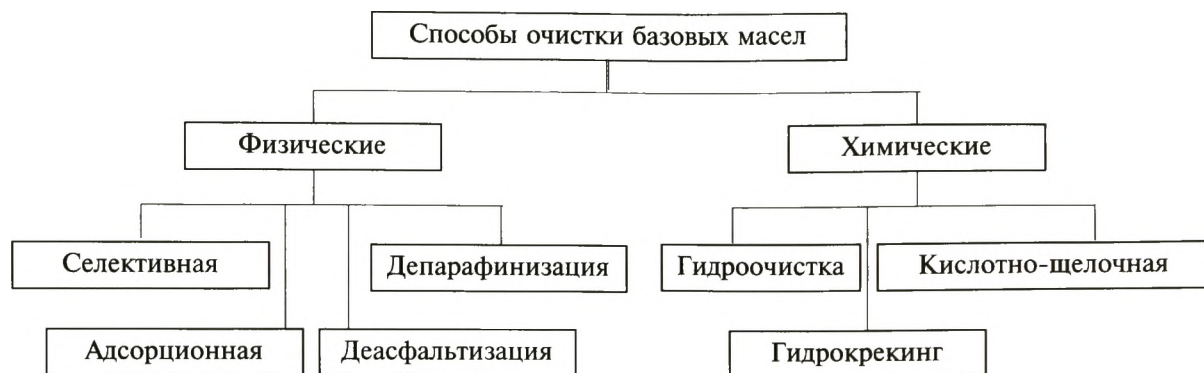 Способы очистки базовых масел
Физические
Химические
Селективная
Депарафинизация
Гидроочистка
Кислотно-щелочная
Адсорционная
Деасфальтизация
Гидрокрекинг